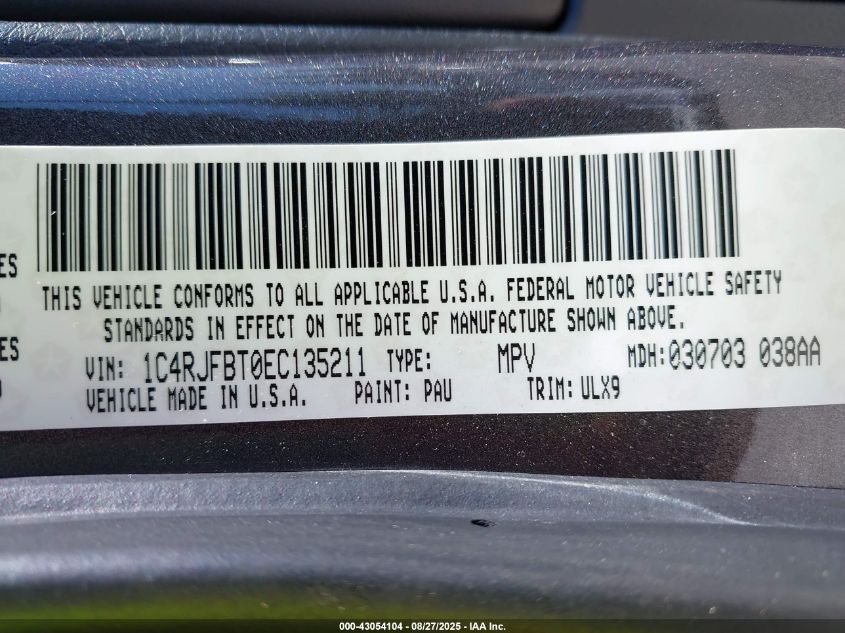 ES
THIS VEHICLE CONFORMS TO ALL APPLICABLE U.S.A. FEDERAL MOTOR VEHICLE SAFETY
STANDARDS IN EFFECT ON THE DATE OF MANUFACTURE SHOWN ABOVE.
ES
VIN: 1C4RJFBT0EC135211 TYPE: MPV MDH: 030703 038AA
VEHICLE MADE IN U.S.A. PAINT: PAU TRIM: ULX9
000-43054104 - 08/27/2025 - IAA Inc.